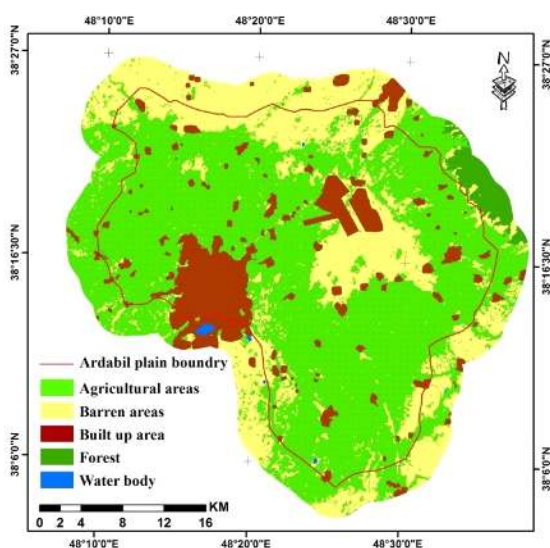 48°10'0"E 48°20'0"E 48°30'0"E
38°27'0"N 38°27'0"N
N
38°16'30"N 38°16'30"N
Ardabil plain boundry
Agricultural areas
Barren areas
Built up area
Forest
Water body
38°6'0"N 38°6'0"N
KM
0 2 4 8 12 16
48°10'0"E 48°20'0"E 48°30'0"E